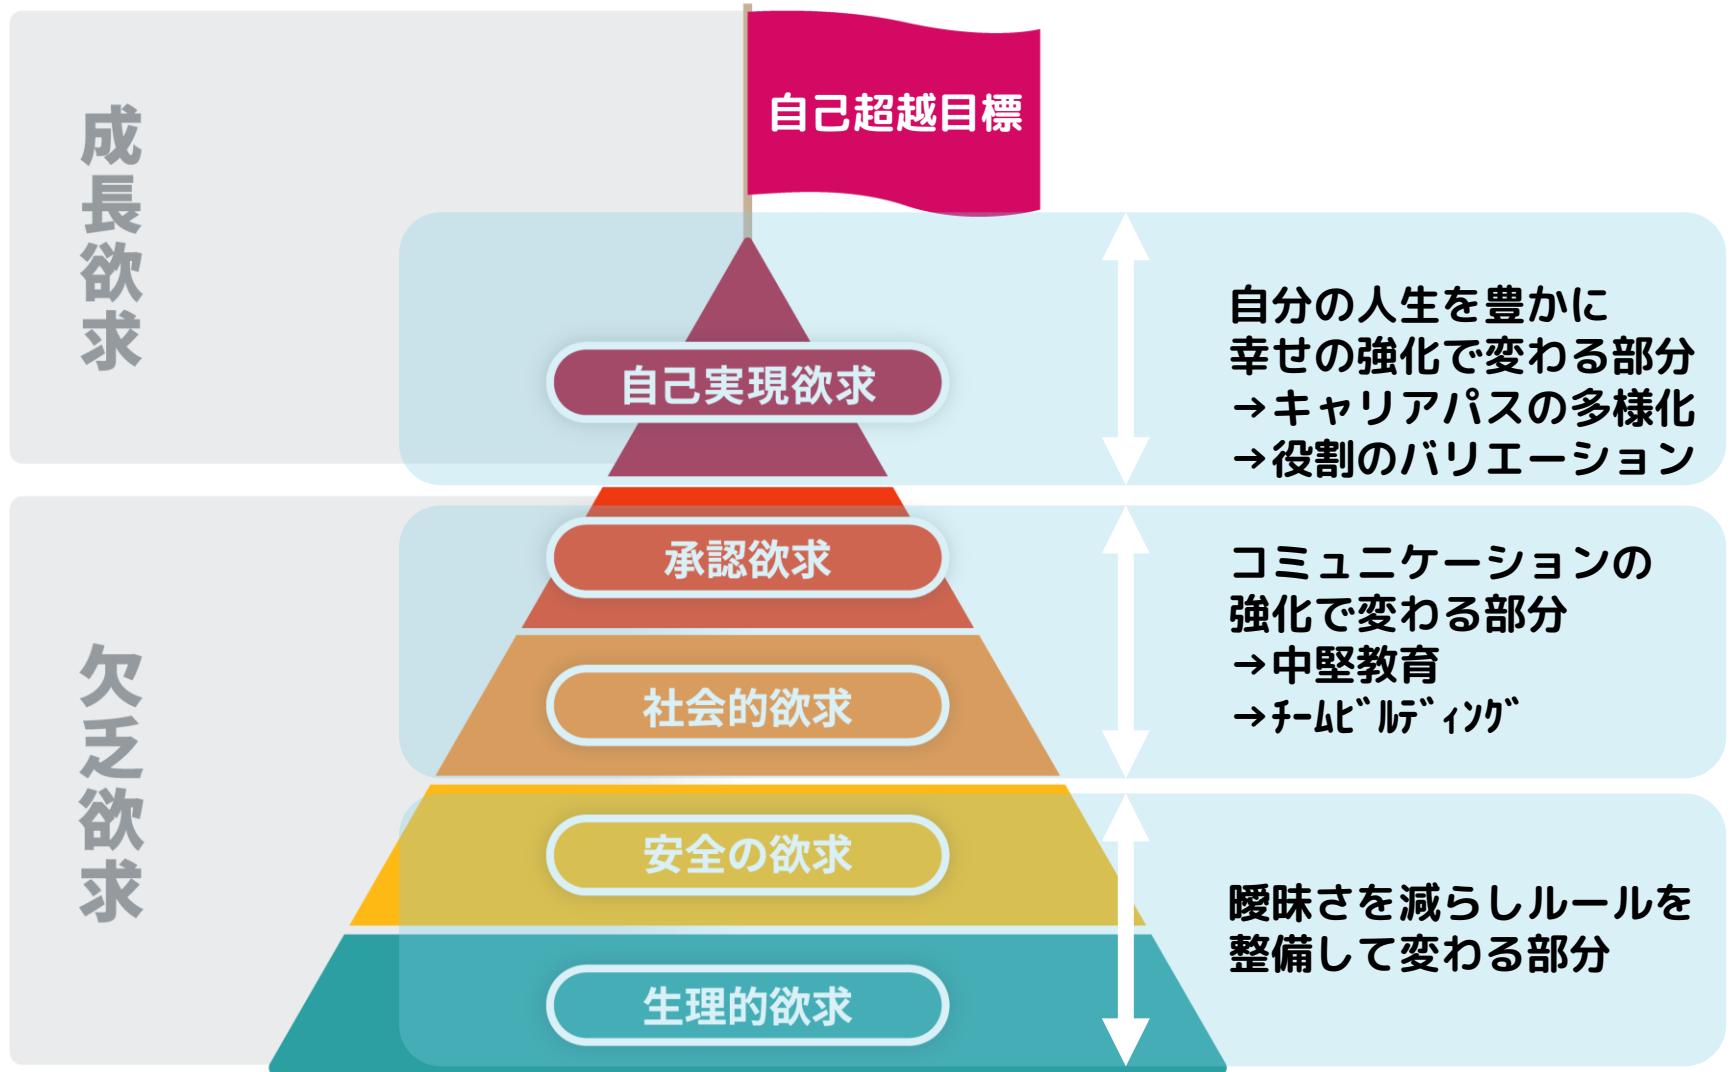 自己超越目標
成長欲求
自己実現欲求
自分の人生を豊かに
幸せの強化で変わる部分
→キャリアパスの多様化
→役割のバリエーション
欠乏欲求
承認欲求
社会的欲求
コミュニケーションの
強化で変わる部分
→中堅教育
→ﾁｰﾑﾋﾞﾙﾃﾞｨﾝｸﾞ
安全の欲求
生理的欲求
曖昧さを減らしルールを
整備して変わる部分